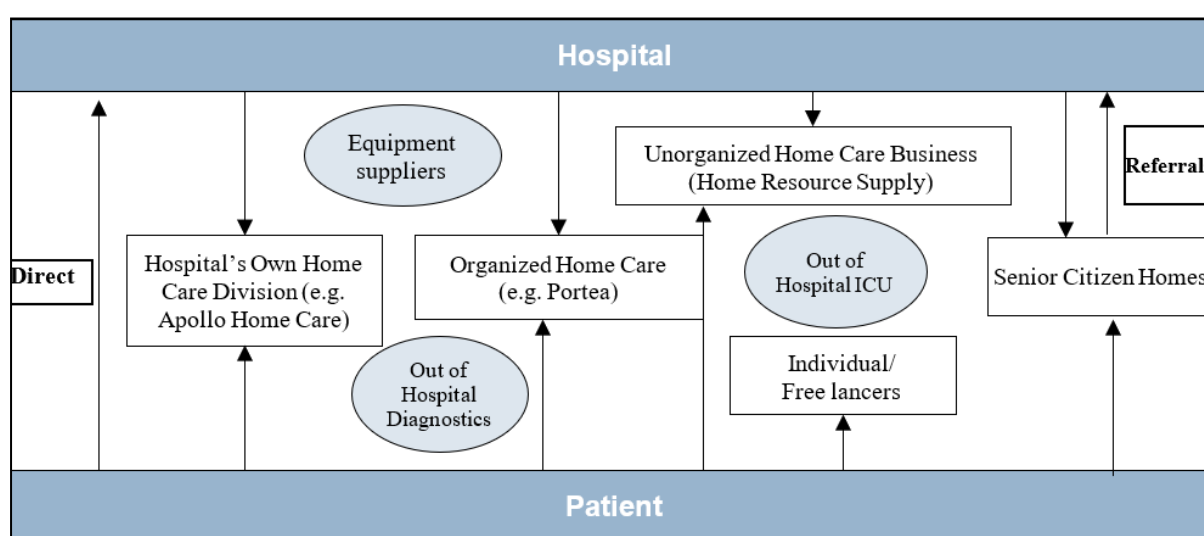 Hospital
Equipment
suppliers
Unorganized Home Care Business
(Home Resource Supply)
Referral
Direct
Hospital’s Own Home
Care Division (e.g.
Apollo Home Care)
Organized Home Care
(e.g. Portea)
Out of
Hospital ICU
Senior Citizen Homes
Out of
Hospital
Diagnostics
Individual/
Free lancers
Patient